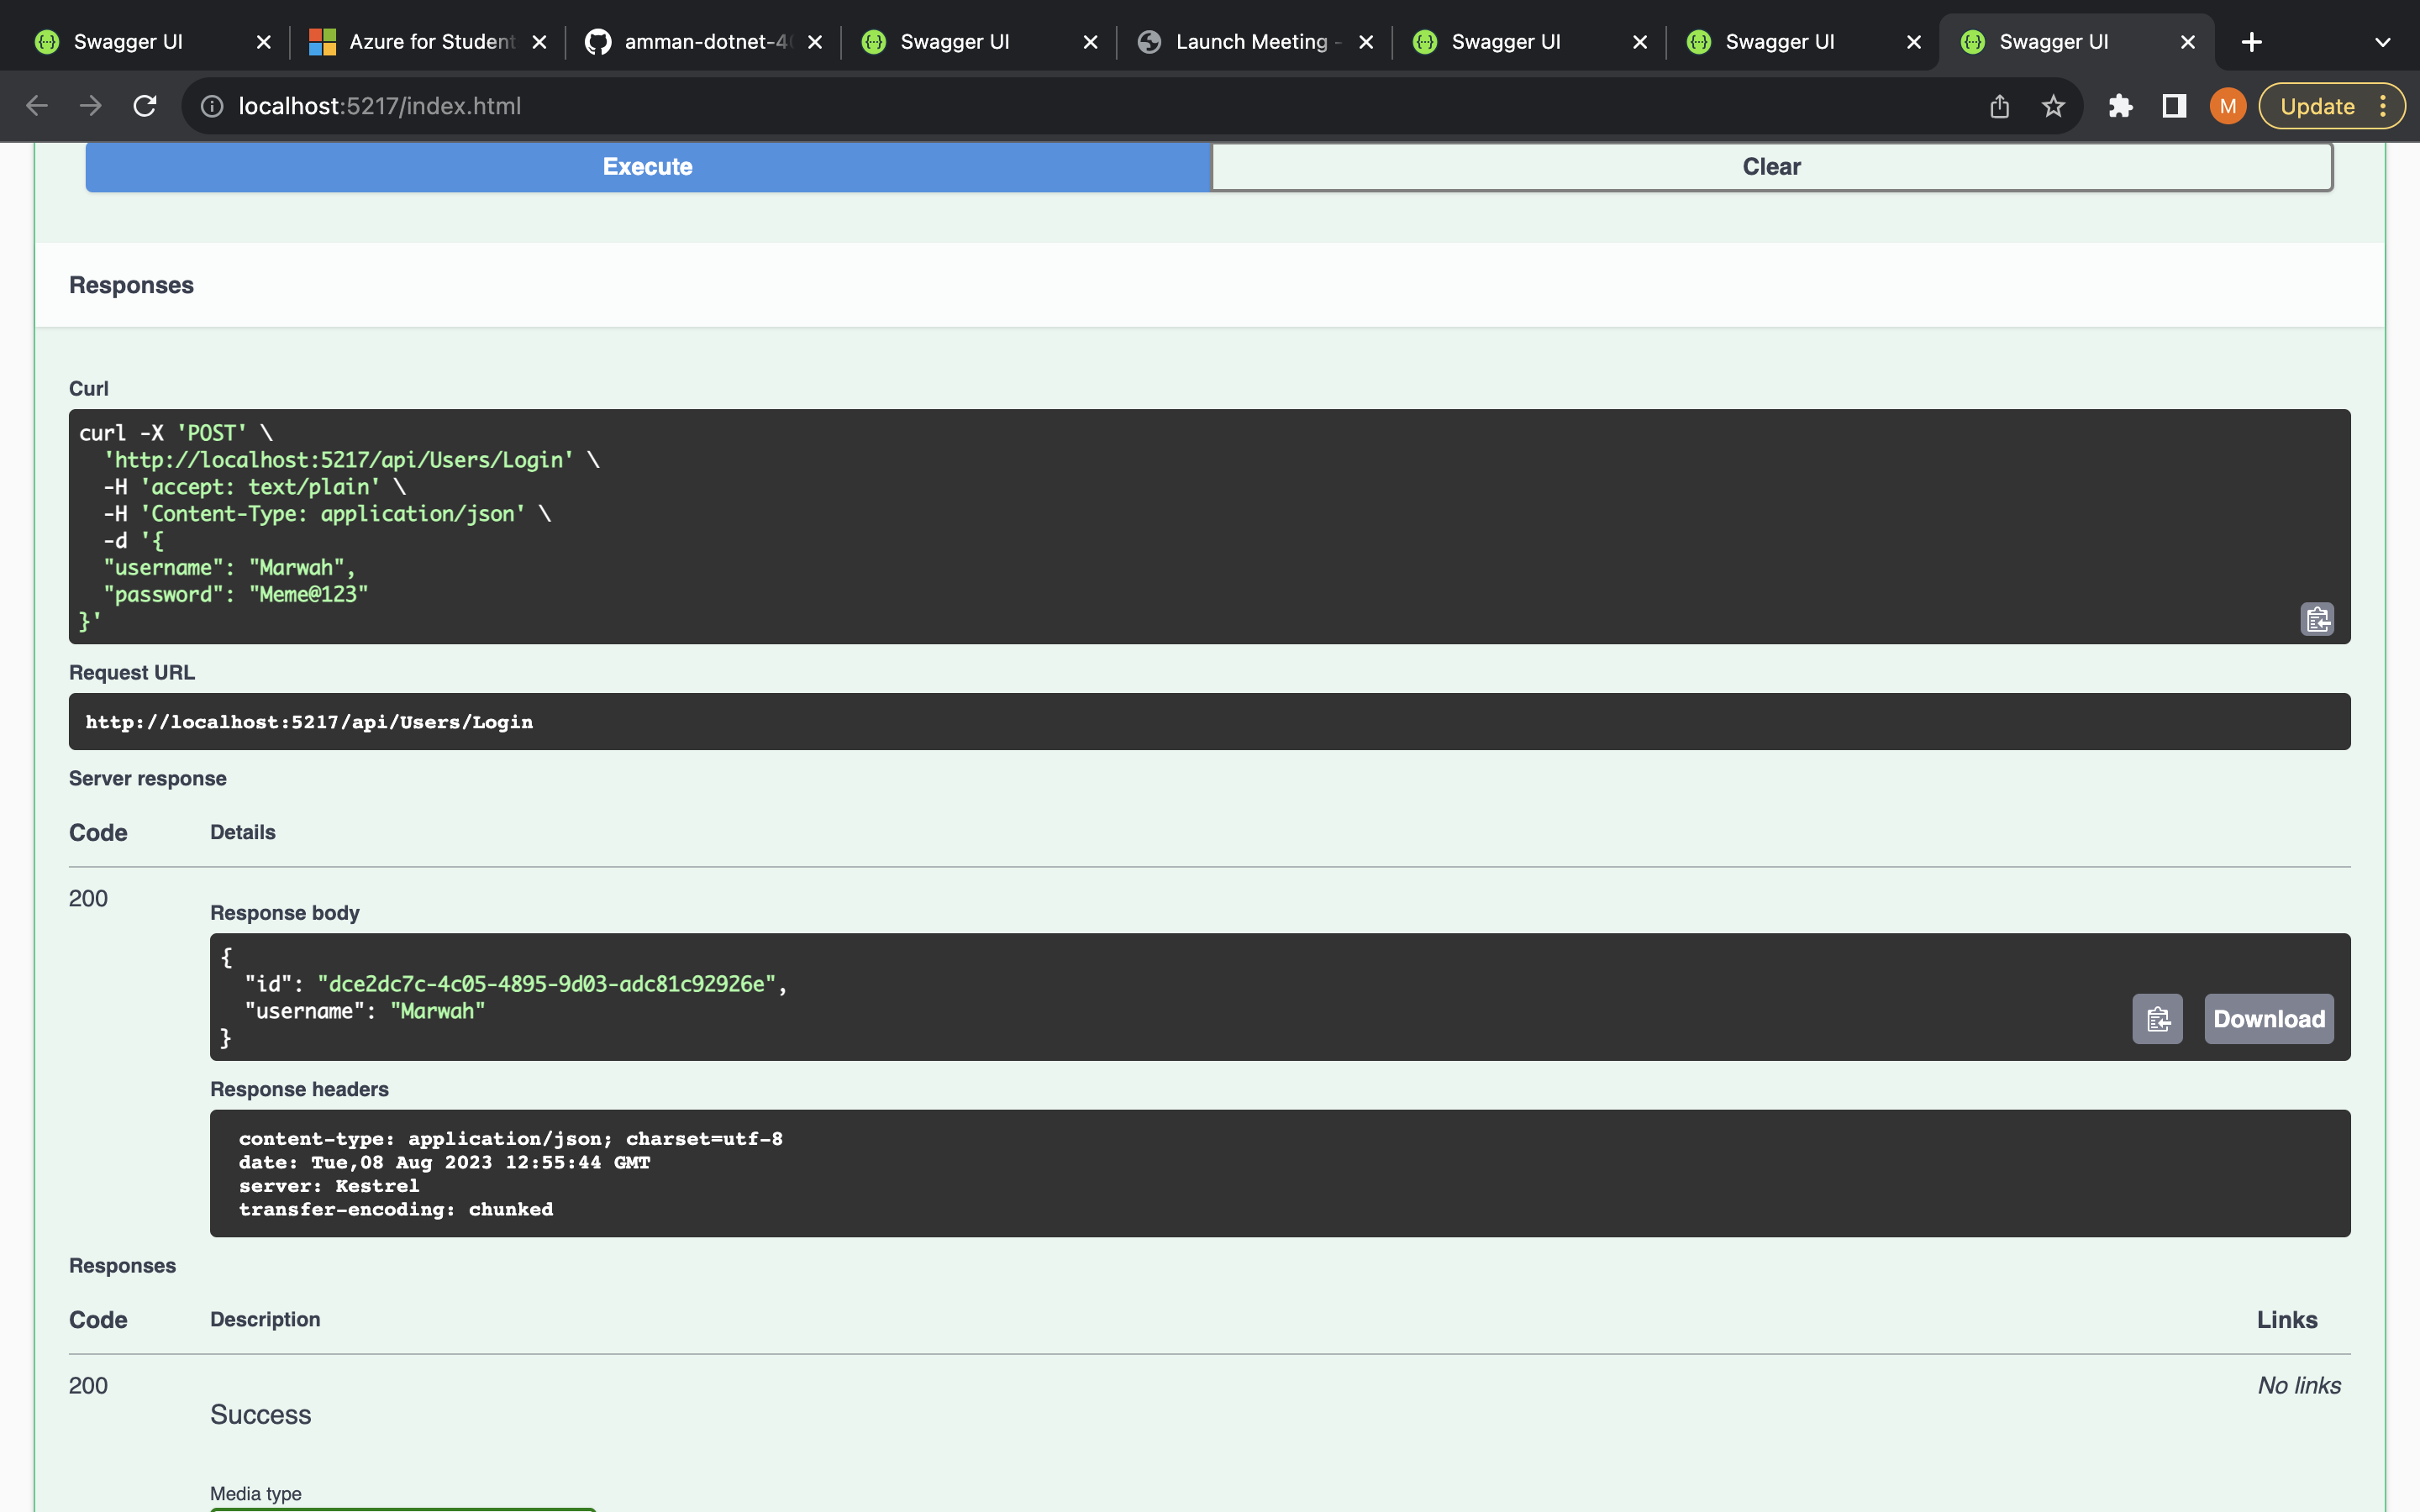 Swagger UI
Azure for Student
amman-dotnet-40
Swagger UI
Launch Meeting -
Swagger UI
Swagger UI
Swagger UI
localhost:5217/index.html
M
Update
Execute
Clear
Responses
Curl
curl -X 'POST' \
'http://localhost:5217/api/Users/Login' \
-H 'accept: text/plain' \
-H 'Content-Type: application/json' \
-d '{
"username": "Marwah",
"password": "Meme@123"
}'
Request URL
http://localhost:5217/api/Users/Login
Server response
Code Details
200
Response body
{
"id": "dce2dc7c-4c05-4895-9d03-adc81c92926e",
"username": "Marwah"
}
Download
Response headers
content-type: application/json; charset=utf-8
date: Tue,08 Aug 2023 12:55:44 GMT
server: Kestrel
transfer-encoding: chunked
Responses
Code Description Links
200 No links
Success
Media type